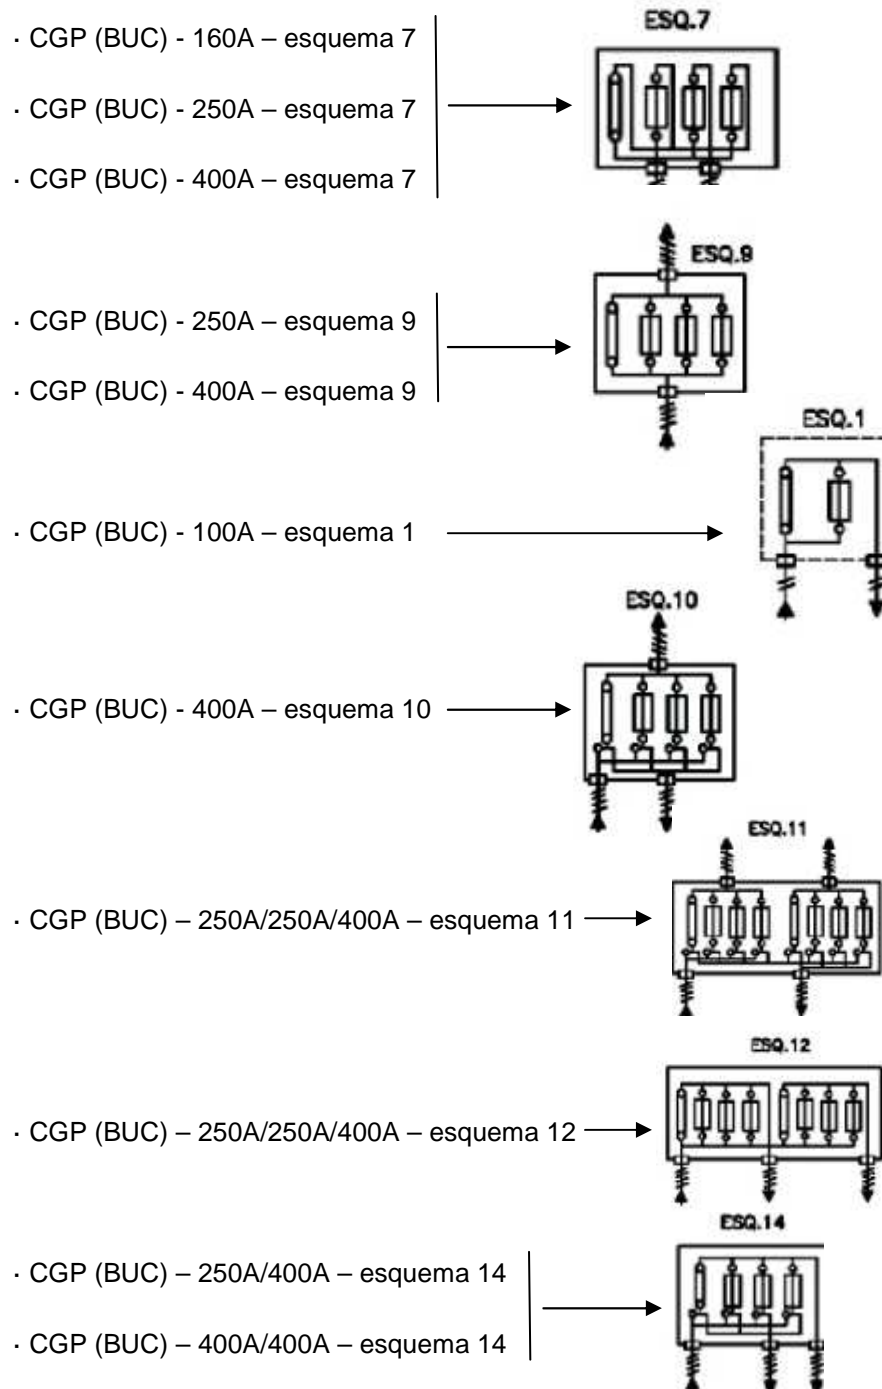 ESQ.7
· CGP (BUC) - 160A – esquema 7
· CGP (BUC) - 250A – esquema 7
· CGP (BUC) - 400A – esquema 7
ESQ.9
· CGP (BUC) - 250A – esquema 9
· CGP (BUC) - 400A – esquema 9
ESQ.1
· CGP (BUC) - 100A – esquema 1
ESQ.10
· CGP (BUC) - 400A – esquema 10
ESQ.11
· CGP (BUC) – 250A/250A/400A – esquema 11
ESQ.12
· CGP (BUC) – 250A/250A/400A – esquema 12
ESQ.14
· CGP (BUC) – 250A/400A – esquema 14
· CGP (BUC) – 400A/400A – esquema 14